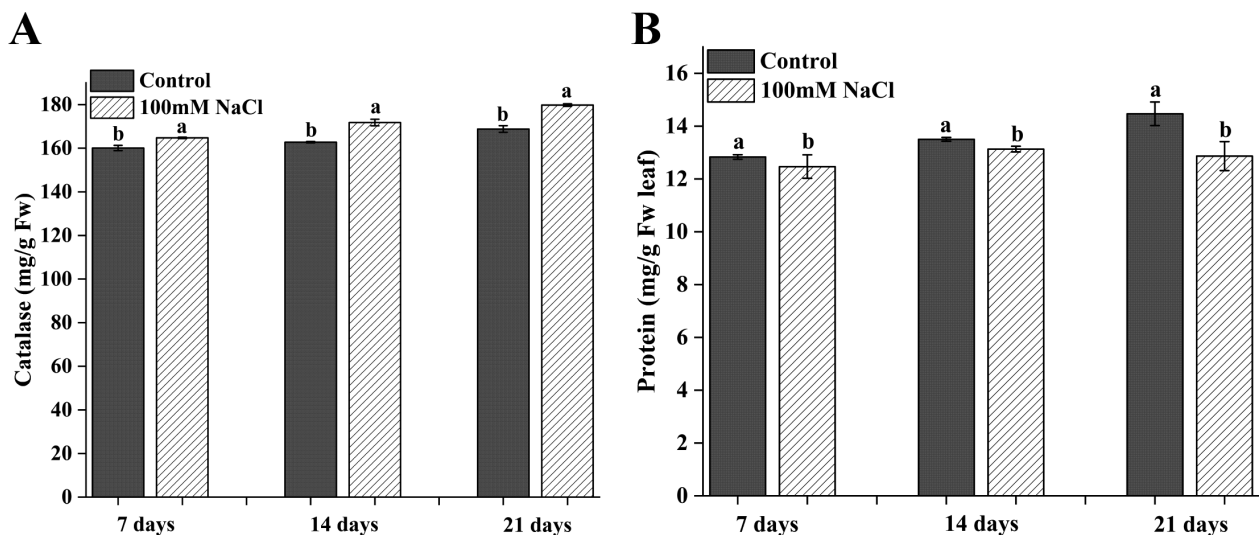 A
Control
100mM NaCl
Catalase (mg/g Fw)
180
160
140
120
100
80
60
40
20
0
b
a
b
a
b
a
7 days
14 days
21 days
B
Control
100mM NaCl
Protein (mg/g Fw leaf)
16
14
12
10
8
6
4
2
0
a
b
a
b
a
b
7 days
14 days
21 days